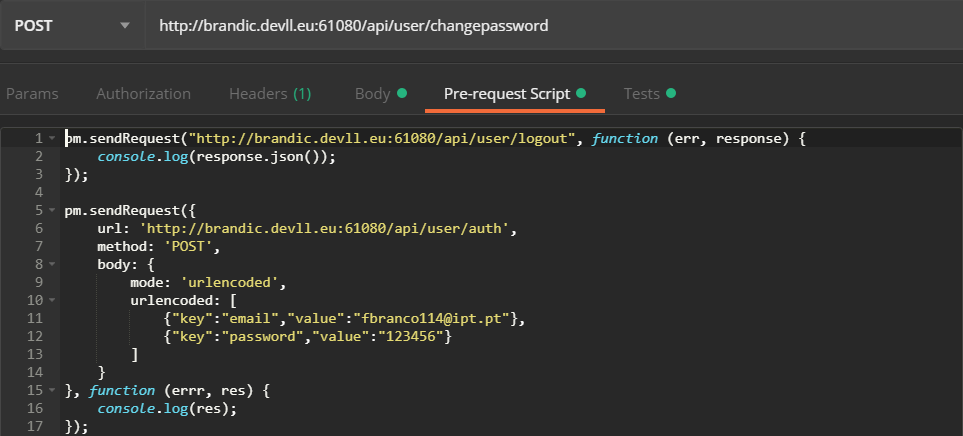 POST http://brandic.devll.eu:61080/api/user/changepassword
Params Authorization Headers (1) Body Pre-request Script Tests
1 pm.sendRequest("http://brandic.devll.eu:61080/api/user/logout", function (err, response) {
2     console.log(response.json());
3 });
4
5 pm.sendRequest({
6     url: 'http://brandic.devll.eu:61080/api/user/auth',
7     method: 'POST',
8     body: {
9         mode: 'urlencoded',
10         urlencoded: [
11             {"key":"email","value":"fbranco114@ipt.pt"},
12             {"key":"password","value":"123456"}
13         ]
14     }
15 }, function (errr, res) {
16     console.log(res);
17 });